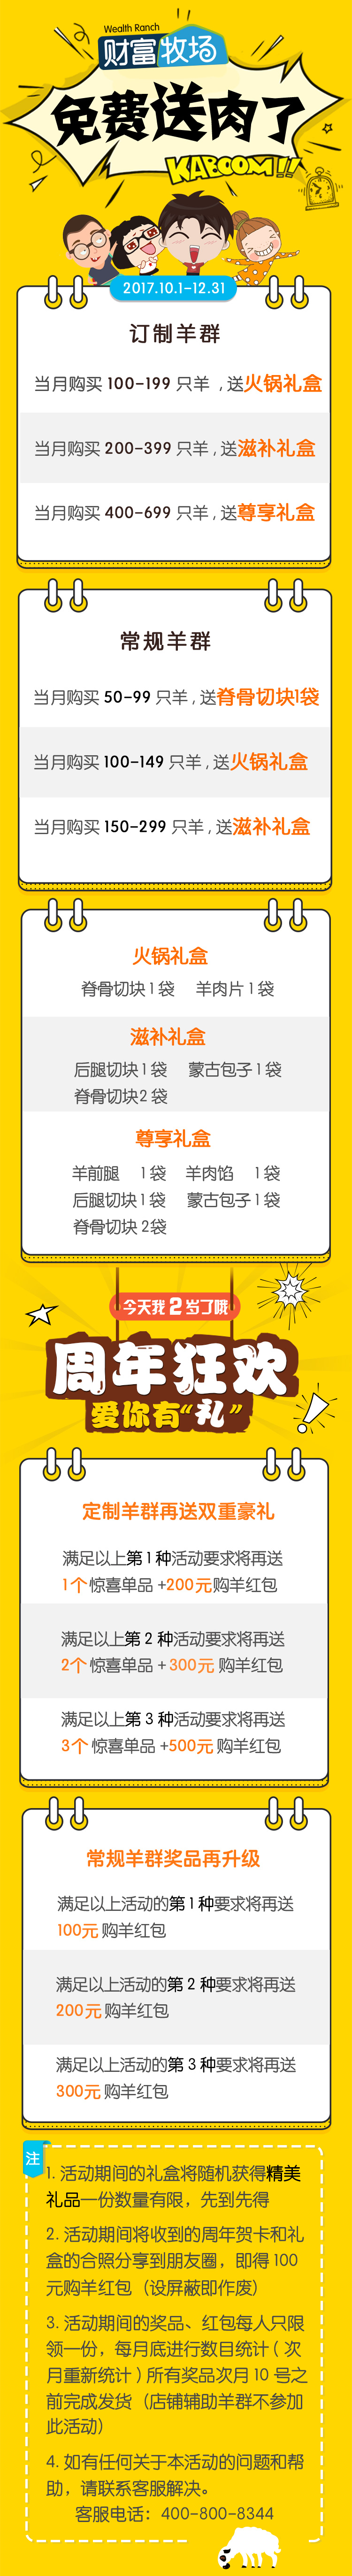 Wealth Ranch
财富牧场
免费送肉了
KABOOM!!
2017.10.1-12.31
订制羊群
当月购买 100-199 只羊 , 送火锅礼盒
当月购买 200-399 只羊 , 送滋补礼盒
当月购买 400-699 只羊 , 送尊享礼盒
常规羊群
当月购买 50-99 只羊 , 送脊骨切块1袋
当月购买 100-149 只羊 , 送火锅礼盒
当月购买 150-299 只羊 , 送滋补礼盒
火锅礼盒
脊骨切块 1 袋 羊肉片 1 袋
滋补礼盒
后腿切块 1 袋 蒙古包子 1 袋
脊骨切块 2 袋
尊享礼盒
羊前腿 1 袋 羊肉馅 1 袋
后腿切块 1 袋 蒙古包子 1 袋
脊骨切块 2袋
今天我 2 岁了哦
周年狂欢
爱你有“礼”
定制羊群再送双重豪礼
满足以上第 1 种活动要求将再送
1个 惊喜单品 +200 元购羊红包
满足以上第 2 种活动要求将再送
2个 惊喜单品 + 300元 购羊红包
满足以上第 3 种活动要求将再送
3个 惊喜单品 +500元 购羊红包
常规羊群奖品再升级
满足以上活动的第 1 种要求将再送
100元 购羊红包
满足以上活动的第 2 种要求将再送
200元 购羊红包
满足以上活动的第 3 种要求将再送
300元 购羊红包
注
1. 活动期间的礼盒将随机获得精美
礼品一份数量有限，先到先得
2. 活动期间将收到的周年贺卡和礼
盒的合照分享到朋友圈，即得 100
元购羊红包（设屏蔽即作废）
3. 活动期间的奖品、红包每人只限
领一份，每月底进行数目统计（ 次
月重新统计 ) 所有奖品次月 10 号之
前完成发货（店铺辅助羊群不参加
此活动）
4. 如有任何关于本活动的问题和帮
助，请联系客服解决。
客服电话：400-800-8344